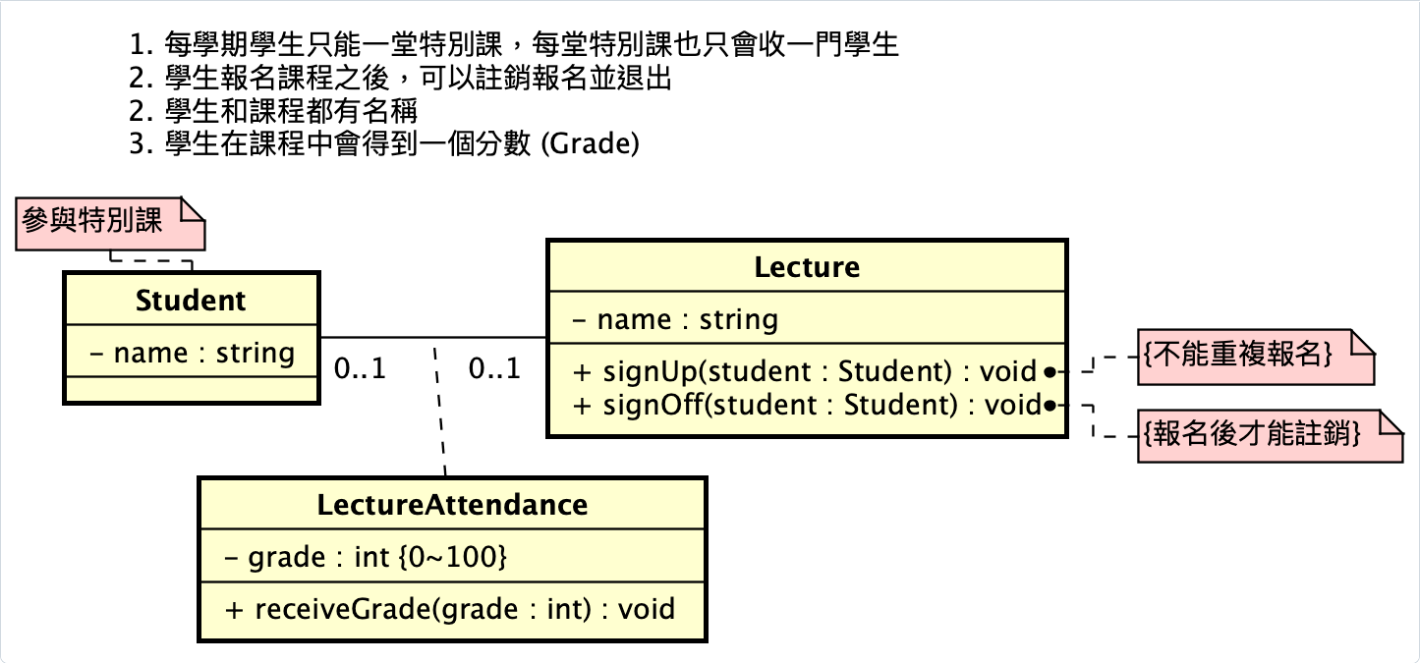 1. 每學期學生只能一堂特別課，每堂特別課也只會收一門學生
2. 學生報名課程之後，可以註銷報名並退出
2. 學生和課程都有名稱
3. 學生在課程中會得到一個分數 (Grade)
參與特別課
Student
- name : string
0..1
0..1
Lecture
- name : string
+ signUp(student : Student) : void
+ signOff(student : Student) : void
{不能重複報名}
{報名後才能註銷}
LectureAttendance
- grade : int {0~100}
+ receiveGrade(grade : int) : void